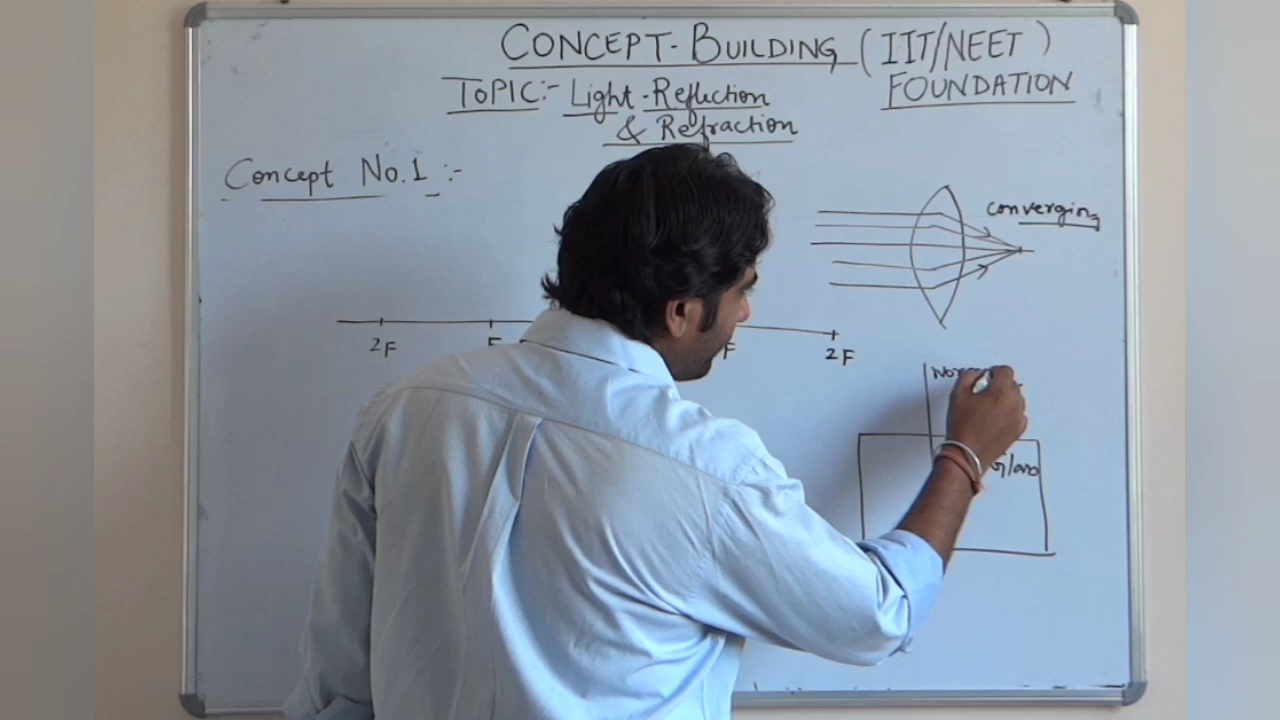 CONCEPT-BUILDING (IIT/NEET)
FOUNDATION
TOPIC:- Light-Reflection
& Refraction
Concept No.1 :-
converging
2F
F
F
2F